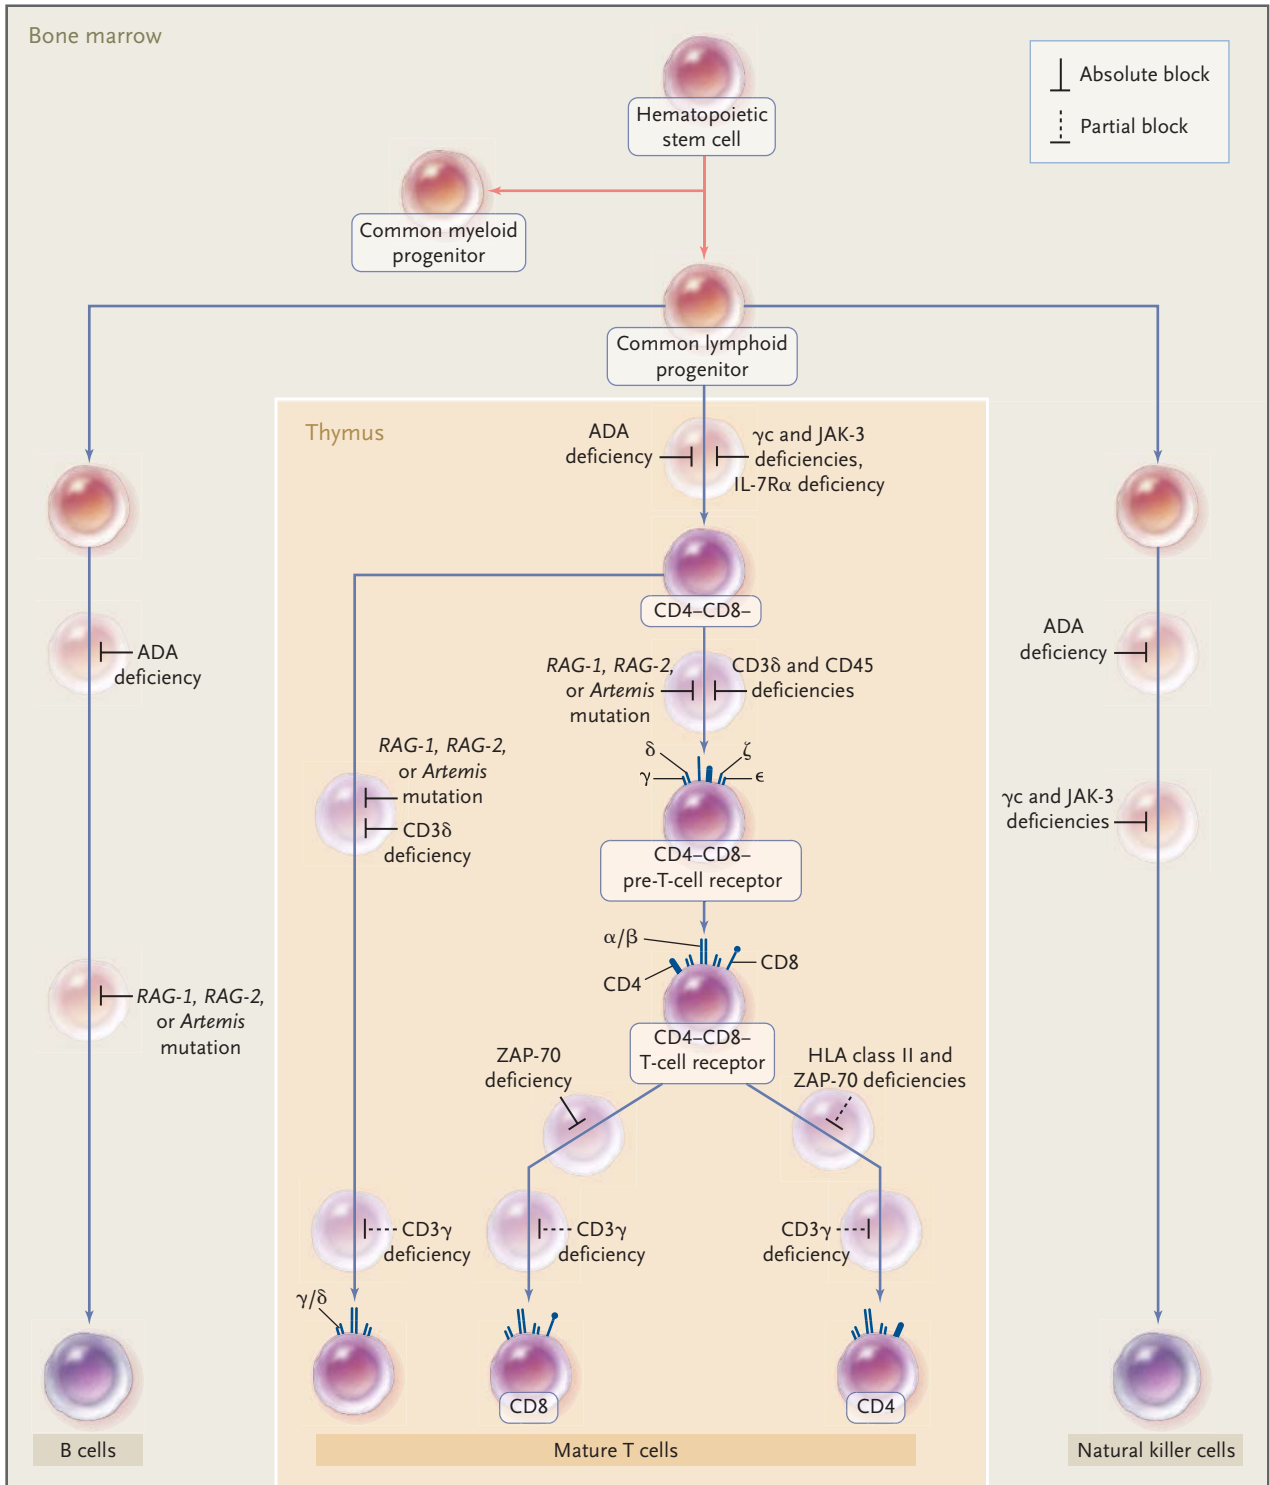 Bone marrow
Absolute block
Partial block
Hematopoietic
stem cell
Common myeloid
progenitor
Common lymphoid
progenitor
Thymus
ADA
deficiency
γc and JAK-3
deficiencies,
IL-7Rα deficiency
CD4–CD8–
ADA
deficiency
ADA
deficiency
RAG-1, RAG-2,
or Artemis
mutation
CD3δ and CD45
deficiencies
RAG-1, RAG-2,
or Artemis
mutation
CD3δ
deficiency
δ
γ
ζ
ϵ
CD4–CD8–
pre-T-cell receptor
γc and JAK-3
deficiencies
α/β
CD4
CD8
CD4–CD8–
T-cell receptor
RAG-1, RAG-2,
or Artemis
mutation
ZAP-70
deficiency
HLA class II and
ZAP-70 deficiencies
CD3γ
deficiency
CD3γ
deficiency
CD3γ
deficiency
γ/δ
CD8
CD4
B cells
Mature T cells
Natural killer cells